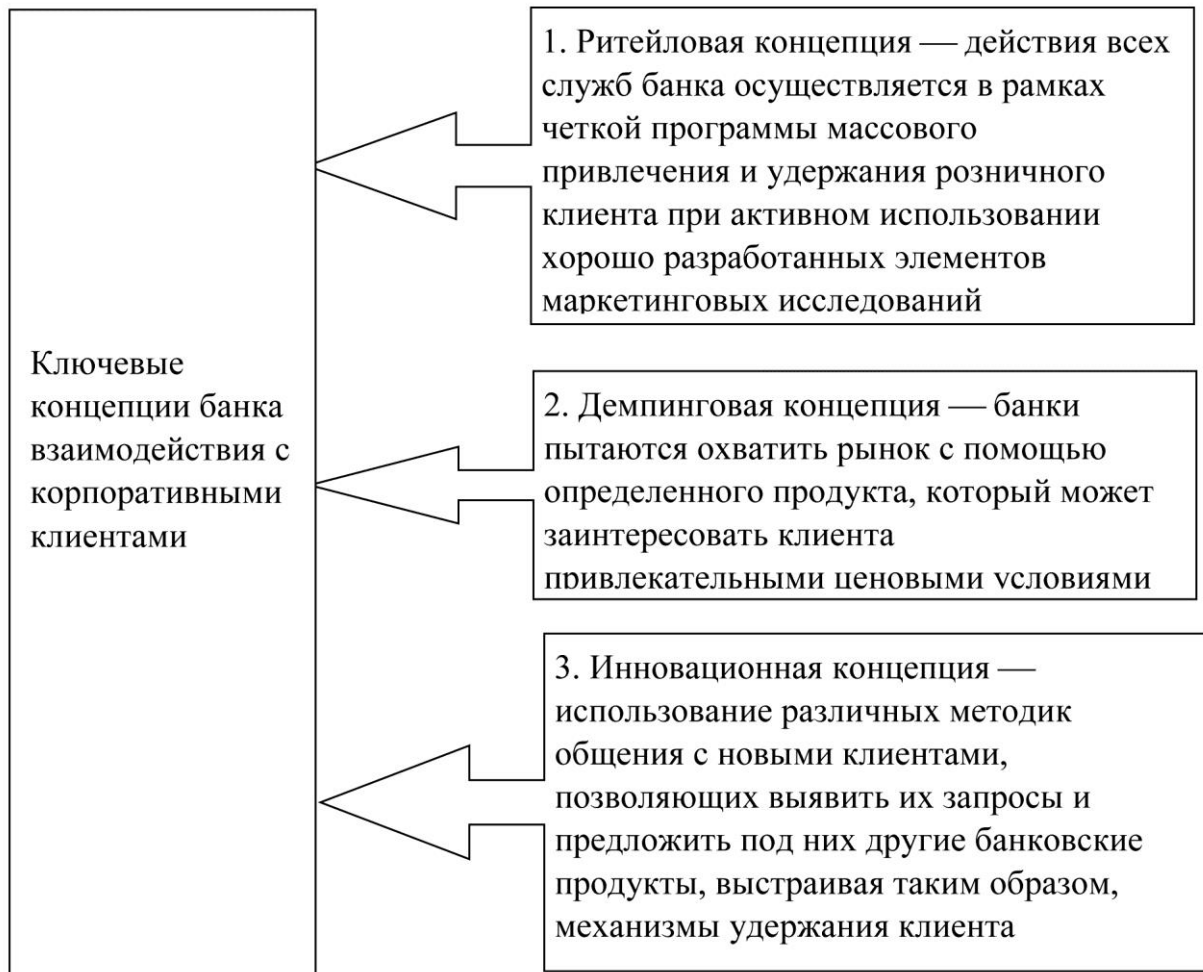 Ключевые
концепции банка
взаимодействия с
корпоративными
клиентами
1. Ритейловая концепция — действия всех
служб банка осуществляется в рамках
четкой программы массового
привлечения и удержания розничного
клиента при активном использовании
хорошо разработанных элементов
маркетинговых исследований
2. Демпинговая концепция — банки
пытаются охватить рынок с помощью
определенного продукта, который может
заинтересовать клиента
привлекательными ценовыми условиями
3. Инновационная концепция —
использование различных методик
общения с новыми клиентами,
позволяющих выявить их запросы и
предложить под них другие банковские
продукты, выстраивая таким образом,
механизмы удержания клиента